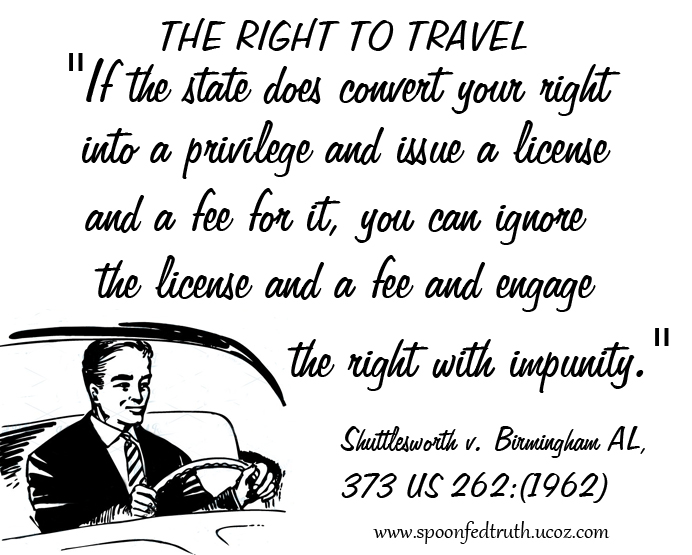 THE RIGHT TO TRAVEL
"If the state does convert your right
into a privilege and issue a license
and a fee for it, you can ignore
the license and a fee and engage
the right with impunity."
Shuttlesworth v. Birmingham AL,
373 US 262:(1962)
www.spoonfedtruth.ucoz.com